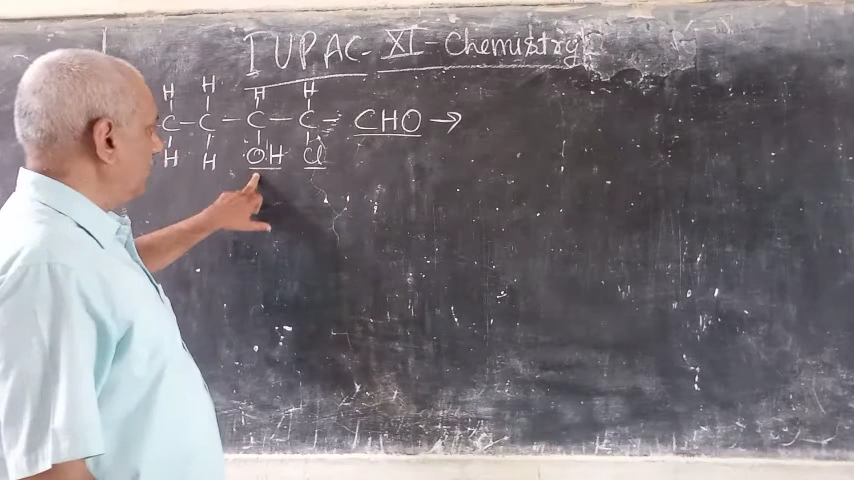 IUPAC - XI - Chemistry
H H H H
C - C - C - C - CHO →
H H OH Cl